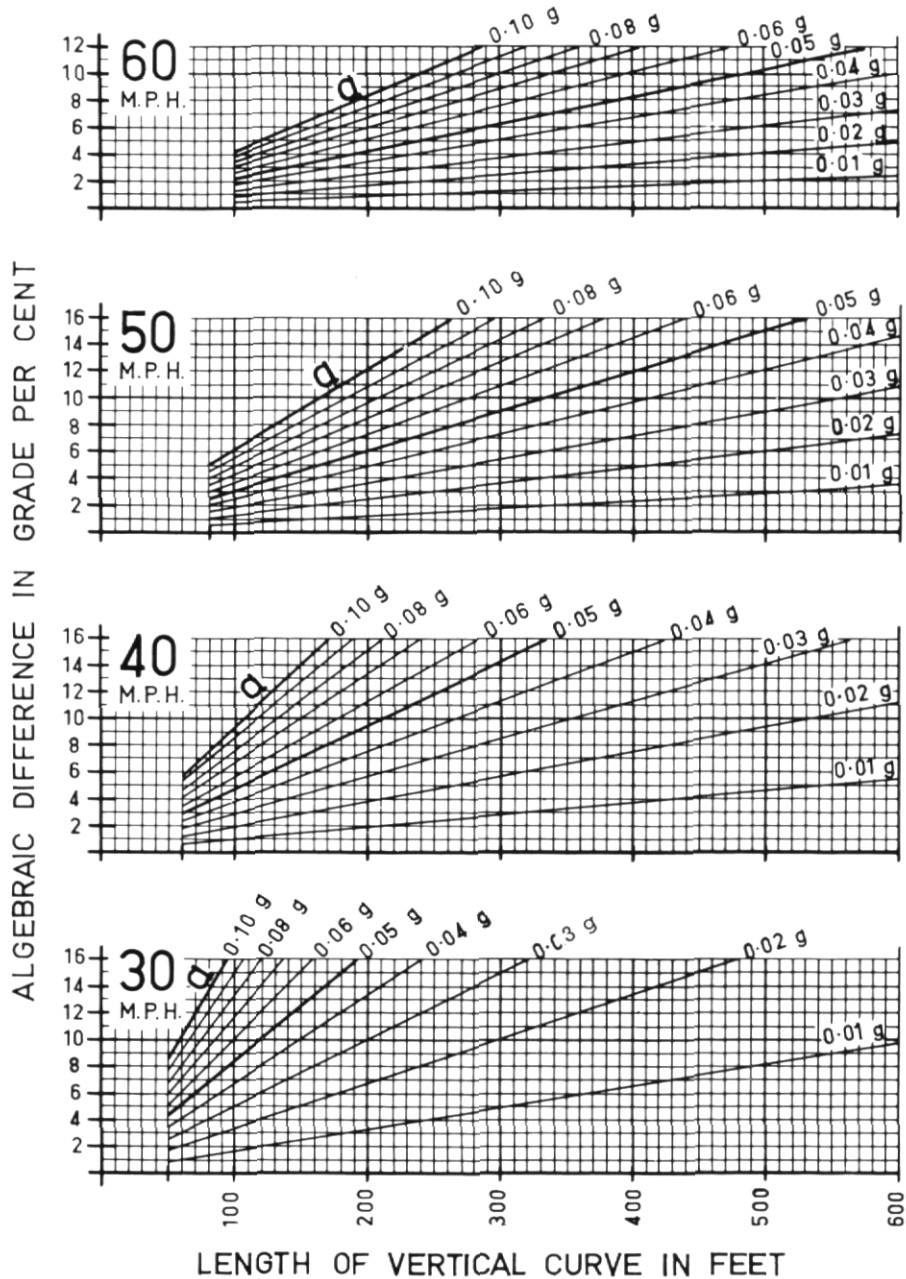 ALGEBRAIC DIFFERENCE IN GRADE PER CENT
60
M.P.H.
a
12
10
8
6
4
2
0·10 g
0·08 g
0·06 g
0·05 g
0·04 g
0·03 g
0·02 g
0·01 g
50
M.P.H.
a
16
14
12
10
8
6
4
2
0·10 g
0·08 g
0·06 g
0·05 g
0·04 g
0·03 g
0·02 g
0·01 g
40
M.P.H.
a
16
14
12
10
8
6
4
2
0·10 g
0·08 g
0·06 g
0·05 g
0·04 g
0·03 g
0·02 g
0·01 g
30
M.P.H.
a
16
14
12
10
8
6
4
2
0·10 g
0·08 g
0·06 g
0·05 g
0·04 g
0·03 g
0·02 g
0·01 g
100 200 300 400 500 600
LENGTH OF VERTICAL CURVE IN FEET